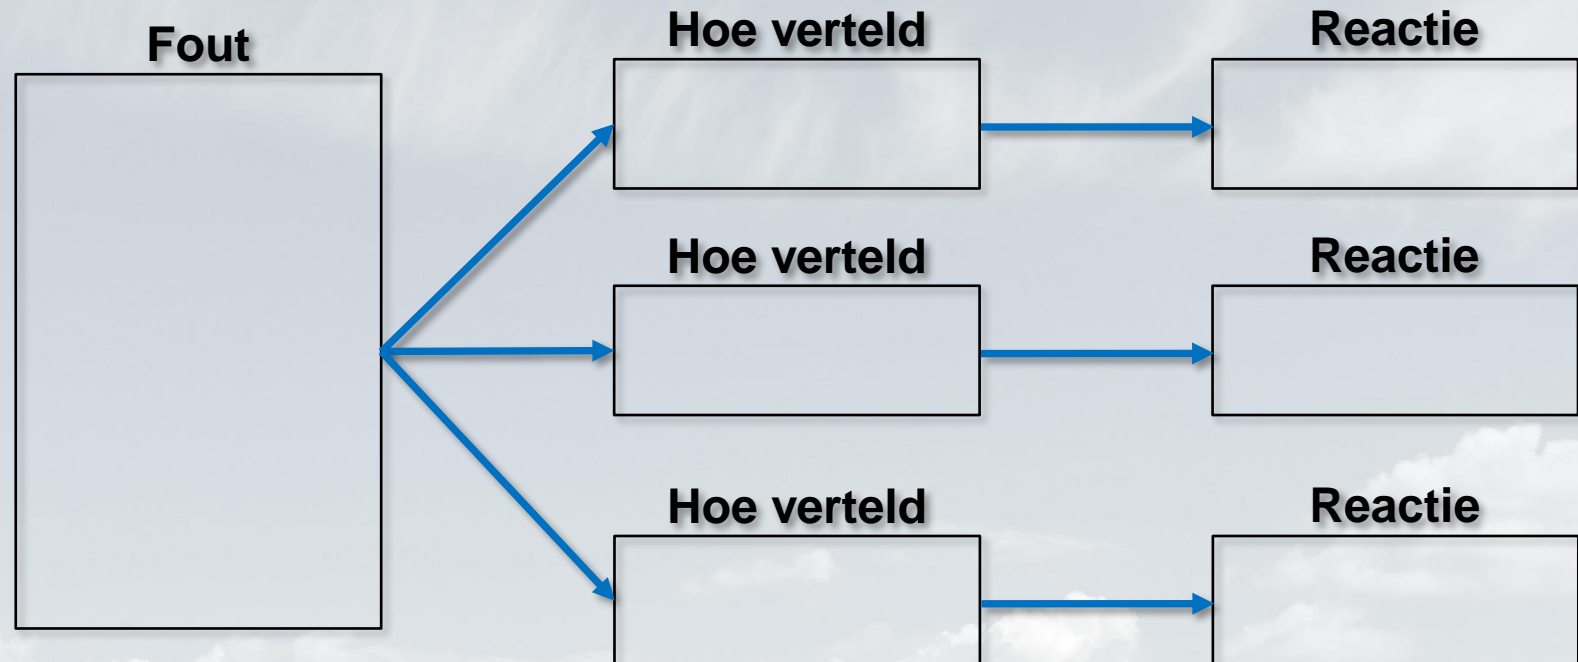 Fout
Hoe verteld
Reactie
Hoe verteld
Reactie
Hoe verteld
Reactie